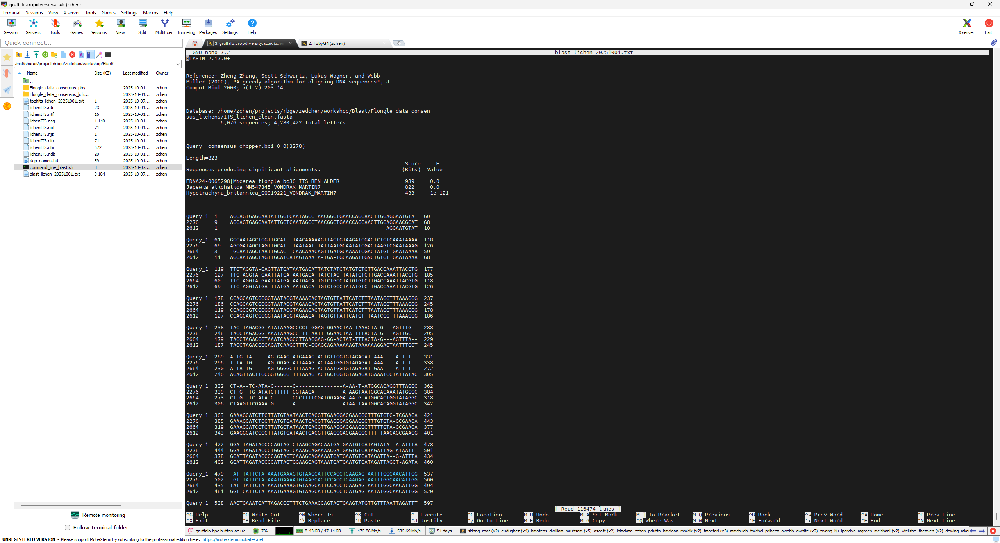 gruffalo.cropdiversity.ac.uk (zchen)
Terminal Sessions View X server Tools Games Settings Macros Help
Session Servers Tools Games Sessions View Split MultiExec Tunneling Packages Settings Help X server Exit
Quick connect...
3. gruffalo.cropdiversity.ac.uk (zche
2. TobyG1 (zchen)
/mnt/shared/projects/rbge/zedchen/workshop/Blast/
Name Size (KB) Last modified Owner
..
Flongle_data_consensus_phy 2025-10-01... zchen
Flongle_data_consensus_lich... 2025-10-01... zchen
tophits_lichen_20251001.txt 1 2025-10-07... zchen
lichenITS.nto 23 2025-10-01... zchen
lichenITS.ntf 16 2025-10-01... zchen
lichenITS.nsq 1 140 2025-10-01... zchen
lichenITS.not 71 2025-10-01... zchen
lichenITS.njs 1 2025-10-01... zchen
lichenITS.nin 71 2025-10-01... zchen
lichenITS.nhr 672 2025-10-01... zchen
lichenITS.ndb 20 2025-10-01... zchen
dup_names.txt 59 2025-10-01... zchen
command_line_blast.sh 3 2025-10-07... zchen
blast_lichen_20251001.txt 9 184 2025-10-07... zchen
Remote monitoring
Follow terminal folder
GNU nano 7.2 blast_lichen_20251001.txt
BLASTN 2.17.0+
Reference: Zheng Zhang, Scott Schwartz, Lukas Wagner, and Webb
Miller (2000), "A greedy algorithm for aligning DNA sequences", J
Comput Biol 2000; 7(1-2):203-14.
Database: /home/zchen/projects/rbge/zedchen/workshop/Blast/Flongle_data_consen
sus_lichens/ITS_lichen_clean.fasta
6,076 sequences; 4,280,422 total letters
Query= consensus_chopper.bc1_0_0(3278)
Length=823
Score E
Sequences producing significant alignments: (Bits) Value
EDNA24-0065298|Micarea_flongle_bc36_ITS_BEN_ALDER 939 0.0
Japewia_aliphatica_MN547345_VONDRAK_MARTIN7 822 0.0
Hypotrachyna_britannica_GQ919221_VONDRAK_MARTIN7 433 1e-121
Query_1 1 AGCAGTGAGGAATATTGGTCAATAGCCTAACGGCTGAACCAGCAACTTGGAGGAATGTAT 60
2276 9 AGCAGTGAGGAATATTGGTCAATAGCCTAACGGCTGAACCAGCAACTTGGAGGAACGCAT 68
2612 1 AGGAATGTAT 10
Query_1 61 GGCAATAGCTGGTTGCAT--TAACAAAAAGTTAGTGTAAGATCGACTCTGTCAAATAAAA 118
2276 69 AGCGATAGCTAGTTGCAT--TAATAATTTATTAATGCAATATCGACTAAGTCGAATAAAG 126
2664 3 GCAATAGCTAATTGCAC--CAACAAACAGTTGATGCAAAATCGACTATGTTGAATAAAA 59
2612 11 AGCAATAGCTAGTTGCATCATAGTAAATA-TGA-TGCAAGATTGNCTGTGTTGAATAAAA 68
Query_1 119 TTCTAGGTA-GAGTTATGATAATGACATTATCTATCTATGTGTCTTGACCAAATTACGTG 177
2276 127 TTCTAGGTA-GAATTATGATAATGACATTATCTACTTATATGTCTTGACCAAATTACGTG 185
2664 60 TTCTAGGTA-GAATTATGATAATGACATTGTCTGCCTATGTGTCTTGACCAAATTACGTG 118
2612 69 TTCTAGGTATGA-TTATGATAATGACATTGTCTGCCTATATGTC-TGACCAAATTACGTG 126
Query_1 178 CCAGCAGTCGCGGTAATACGTAAAAGACTAGTGTTATTCATCTTTAATAGGTTTAAAGGG 237
2276 186 CCAGCAGTCGCGGTAATACGTAGAAGACTAGTGTTATTCATCTTTAATAGGTTTAAAGGG 245
2664 119 CCAGCCGTCGCGGTAATACGTAGAAGACTAGTGTTATTCATCTTTAATAGGTTTAAAGGG 178
2612 127 CCAGCAGTCGCGGTAATACGTAGAAGATTAGTGTTATTCATGTTTAATCGGTTTAAAGGG 186
Query_1 238 TACTTAGACGGTATATAAAGCCCCT-GGAG-GGAACTAA-TAAACTA-G---AGTTTG-- 288
2276 246 TACCTAGACGGTAAATAAAGCC-TT-AATT-GGAACTAA-TTTACTA-G---AGTTGC-- 295
2664 179 TACCTAGACGGTAAATCAAGCCTTAACGAG-GG-ACTAT-TTTACTA-G---AGTTTA-- 229
2612 187 TACCTAGACGGCAGATCAAGCTTTC-CGAGCAGAAAAAAGTAAAAAAGGACTAATTTGCT 245
Query_1 289 A-TG-TA-----AG-GAAGTATGAAAGTACTGTTGGTGTAGAGAT-AAA----A-T-T-- 331
2276 296 T-TA-TG-----AG-GGAGTATTAAAGTACTAATGGTGTAGAGAT-AAA----A-T-T-- 338
2664 230 A-TA-TG-----AG-GGGGCTTTAAAGTACTAATGGTGTAGAGAT-GAA----A-T-T-- 272
2612 246 AGAGTTACTTGCGGTGGGGTTTTAAAGTACTGCTGGTGTAGAGATGAAATCCTATTATAC 305
Query_1 332 CT-A--TC-ATA-C------C---------------A-AA-T-ATGGCACAGGTTTAGGC 362
2276 339 CT-G--TG-ATATCTTTTTTCGTAAGA---------A-AAGTAATGGCACAAATATGGGC 384
2664 273 CT-G--TC-ATA-C------CCCTTTTCGATGGAAGA-AA-G-ATGGCACTGGTATAGGC 318
2612 306 CTAAGTTCGAAA-G------A---------------ATAA-TAATGGCACAGGTATAGGC 342
Query_1 363 GAAAGCATCTTCTTATGTAATAACTGACGTTGAAGGACGAAGGCTTTGTGTC-TCGAACA 421
2276 385 GAAAGCATCTCCTTATGTGATAACTGACGTTGAGGGACGAAGGCTTTGTGTA-GCGAACA 443
2664 319 GAAAGCATCCTCTTATGCTATAACTGACGTTGAAGGACGAAGGCTTTTTGTA-GCGAACA 377
2612 343 GAAGGCATCCCCTTATGTGATAACTGACGTTGAGGGACGAAGGCTTT-TAACAGCGAACG 401
Query_1 422 GGATTAGATACCCCAGTAGTCTAAGCAGACAATGATGAATGTCATAGTATA--A-ATTTA 478
2276 444 GGATTAGATACCCTGGTAGTCAAAGCAGAAAACGATGAGTGTCATAGATTAG-ATAATT- 501
2664 378 GGATTAGATACCCCAGTAGTCAAAGCAGAAAATGATGAATGTCATAGATTA--G-ATTTA 434
2612 402 GGATTAGATACCCCATTAGTGGAAGCAGTAAATGATGAATGTCATAGATTAGCT-AGATA 460
Query_1 479 -ATTTATTCTATAAATGAAAGTGTAAGCATTCCACCTCAAGAGTAATTTGGCAACATTGG 537
2276 502 -GTTTATTCTATAAATGAAAATGTAAGCACTCCACCTCAAGAGTAATTTGGCAACATTGG 560
2664 435 TATTTATTCTATAAATGAAAGTGTAAGCATTCCACCTCAAGAGTAATTTGGCAACATTGG 494
2612 461 GGTTCATTCTATAAATGAAAGTGTAAGCATTCCACCTCATGAGTAATATGGCAACATTGG 520
Query_1 538 AACTGAAATCATTAGACCGTTTCTGAAACCAGTAGTGAAGTATGTTGTTTAATTAGATTT 597
[ Read 116474 lines ]
^G Help ^O Write Out ^W Where Is ^K Cut ^T Execute ^C Location M-U Undo M-A Set Mark M-] To Bracket M-Q Previous ^B Back ^◂ Prev Word ^A Home ^P Prev Line
^X Exit ^R Read File ^\ Replace ^U Paste ^J Justify ^/ Go To Line M-E Redo M-6 Copy ^Q Where Was M-W Next ^F Forward ^▸ Next Word ^E End ^N Next Line
gruffalo.hpc.hutton.ac.uk 7% 8.43 GB / 47.14 GB 476.86 Mb/s 536.69 Mb/s 51 days skinng root (x2) eudugbez (x4) bmateos dwilliam mruhsam (x5) ascott (x2) lblackma zchen pdutta hmclean mmicik (x2) fmacfarl (x3) mmchugh tmichel pribeca awebb owhite (x2) zwang lju lperciva mgreen melshani (x2) vtelizhe theaven (x2) dewing mka
UNREGISTERED VERSION - Please support MobaXterm by subscribing to the professional edition here: https://mobaxterm.mobatek.net